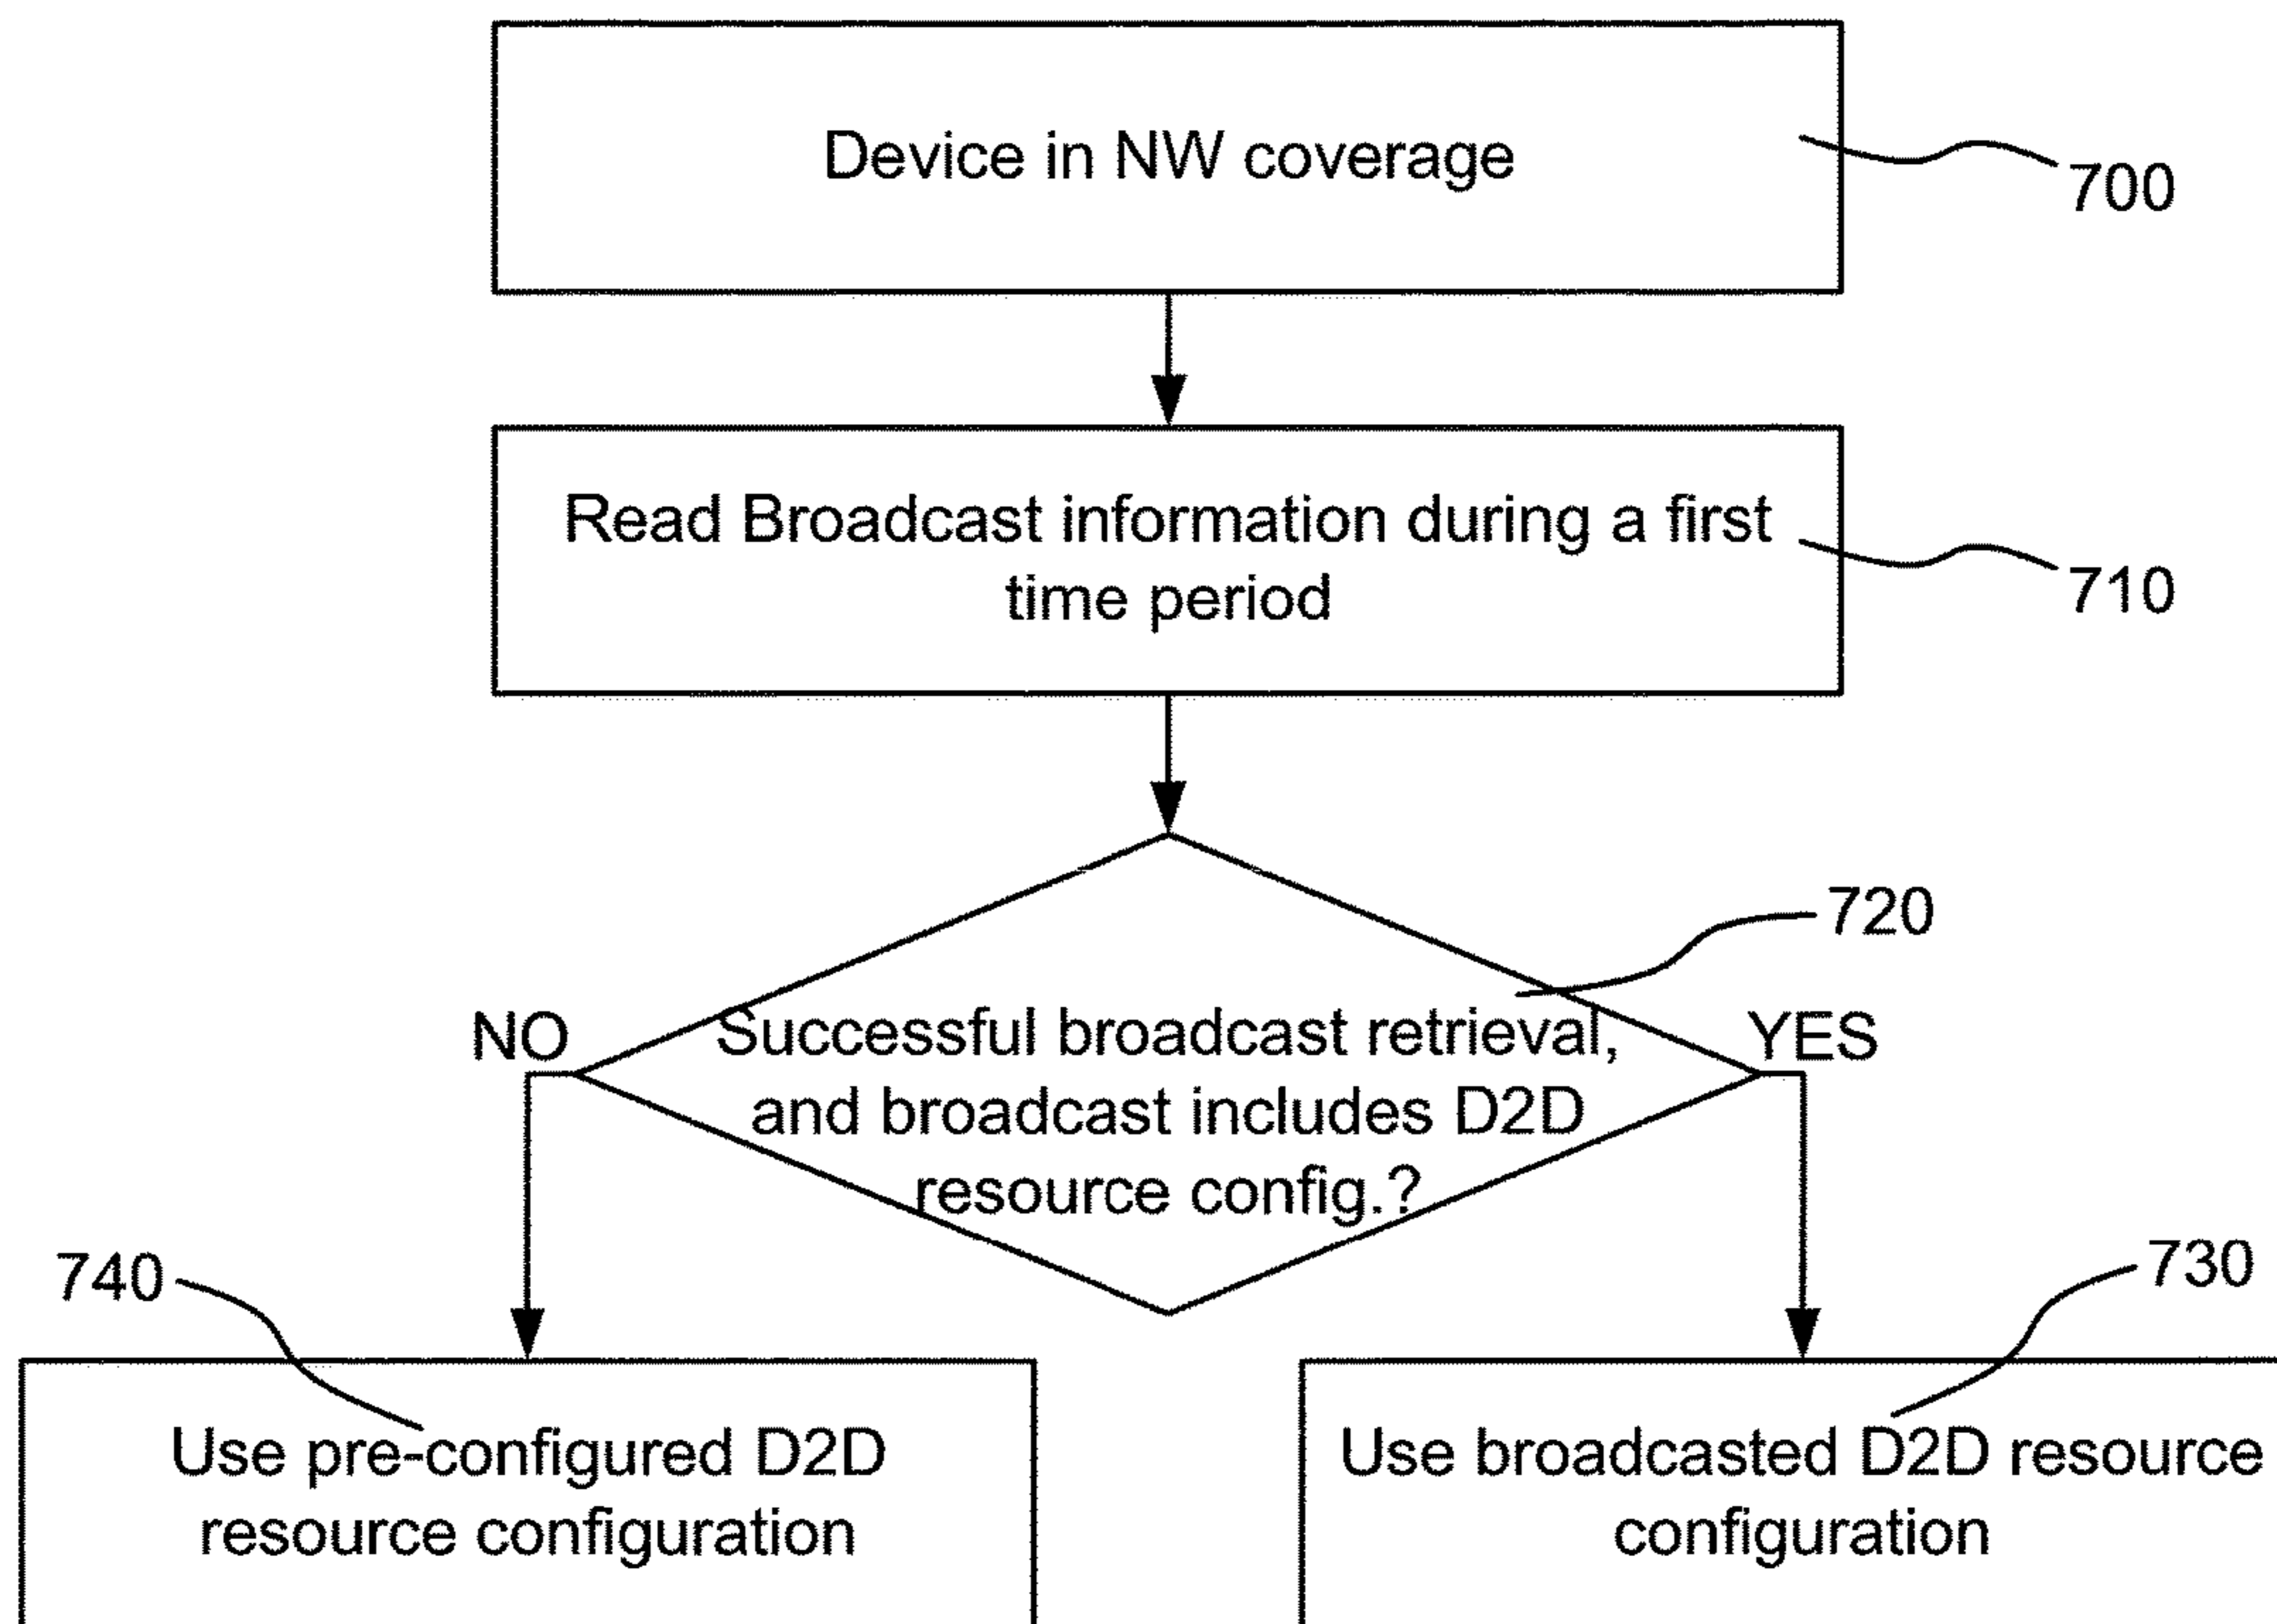 Device in NW coverage
700
Read Broadcast information during a first
time period
710
720
NO
Successful broadcast retrieval,
and broadcast includes D2D
resource config.?
YES
740
730
Use pre-configured D2D
resource configuration
Use broadcasted D2D resource
configuration